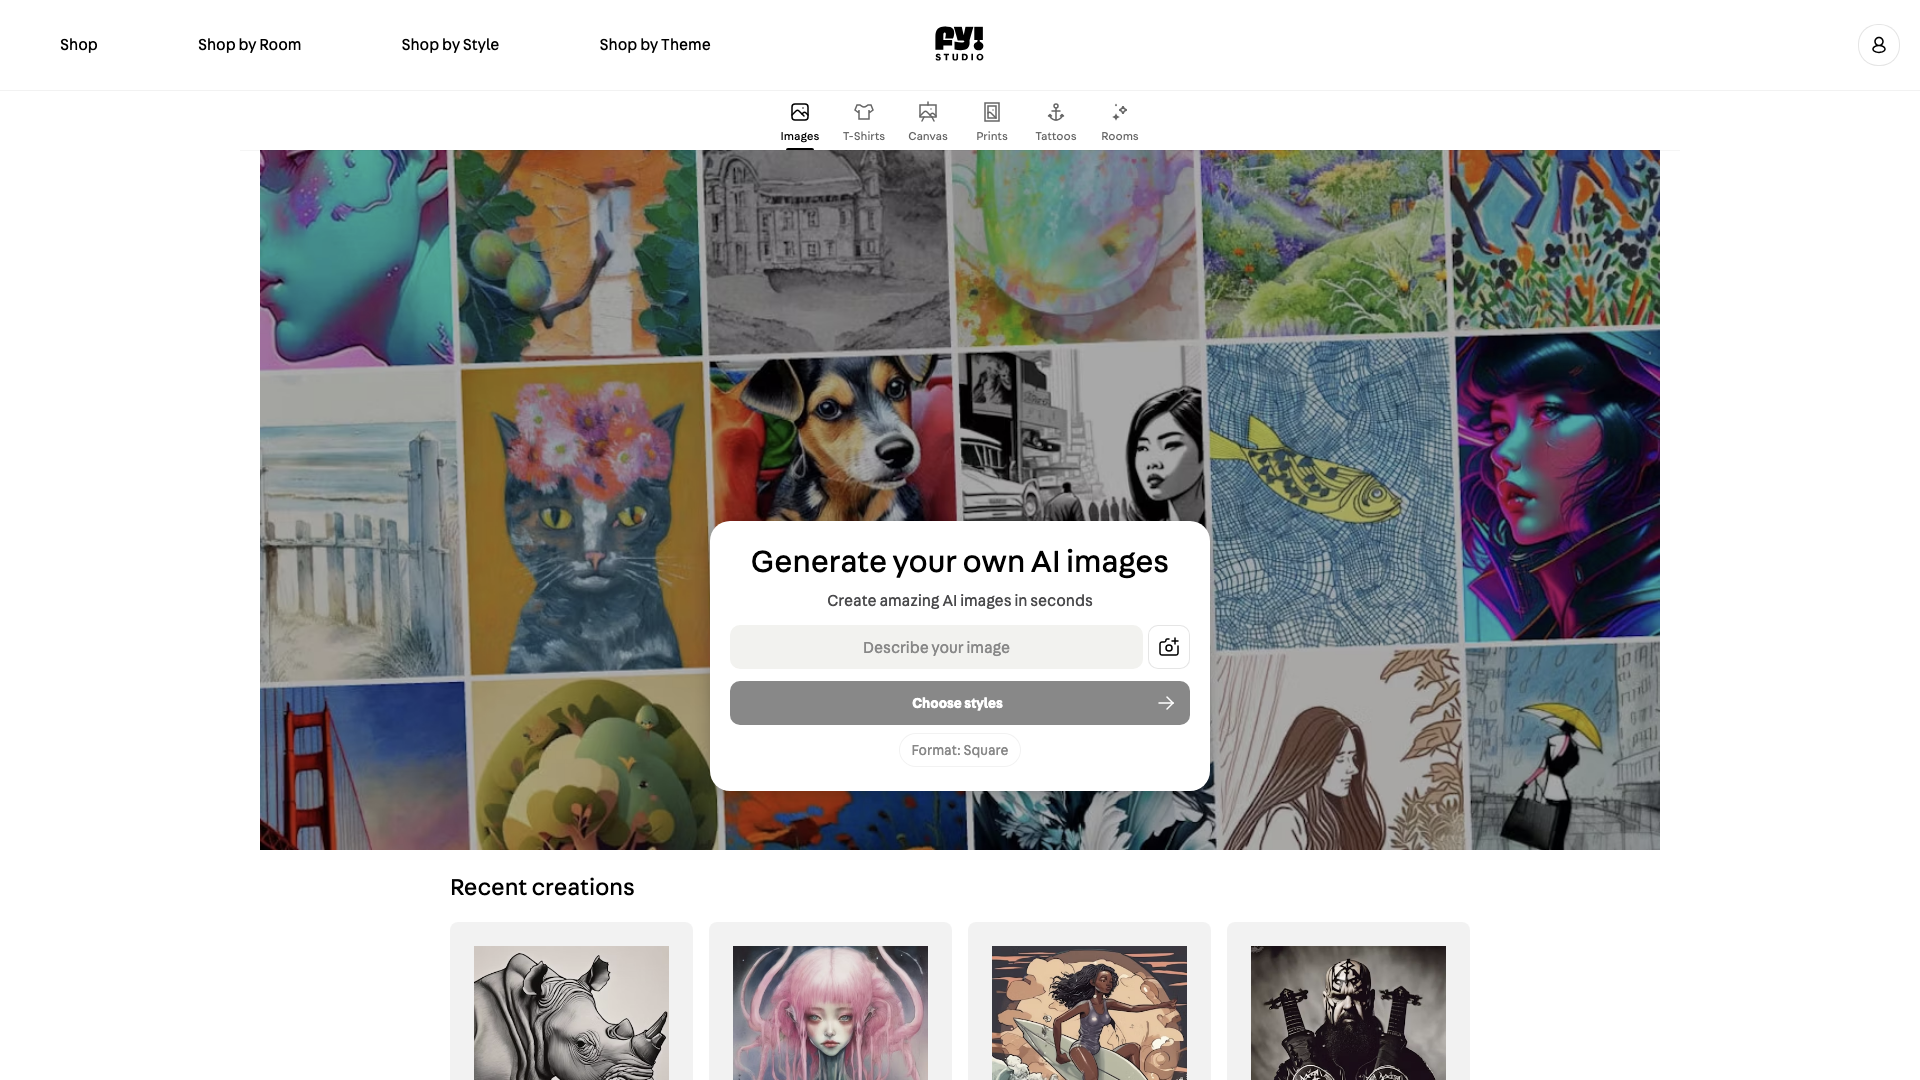 Shop
Shop by Room
Shop by Style
Shop by Theme
FY!
STUDIO
Images
T-Shirts
Canvas
Prints
Tattoos
Rooms
Generate your own AI images
Create amazing AI images in seconds
Describe your image
Choose styles
Format: Square
Recent creations